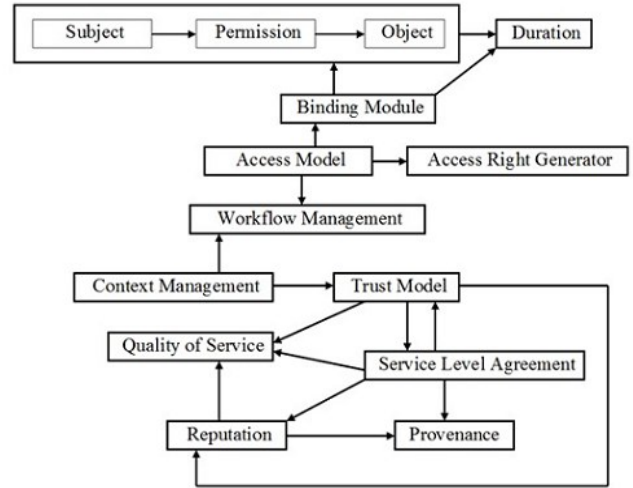 Subject
Permission
Object
Duration
Binding Module
Access Model
Access Right Generator
Workflow Management
Context Management
Trust Model
Quality of Service
Service Level Agreement
Reputation
Provenance